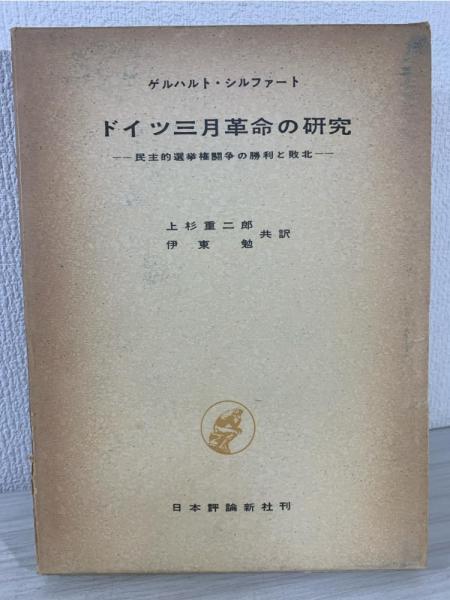 ゲルハルト・シルファート
ドイツ三月革命の研究
――民主的選挙権闘争の勝利と敗北――
上杉重二郎
伊東勉 共訳
日本評論新社刊